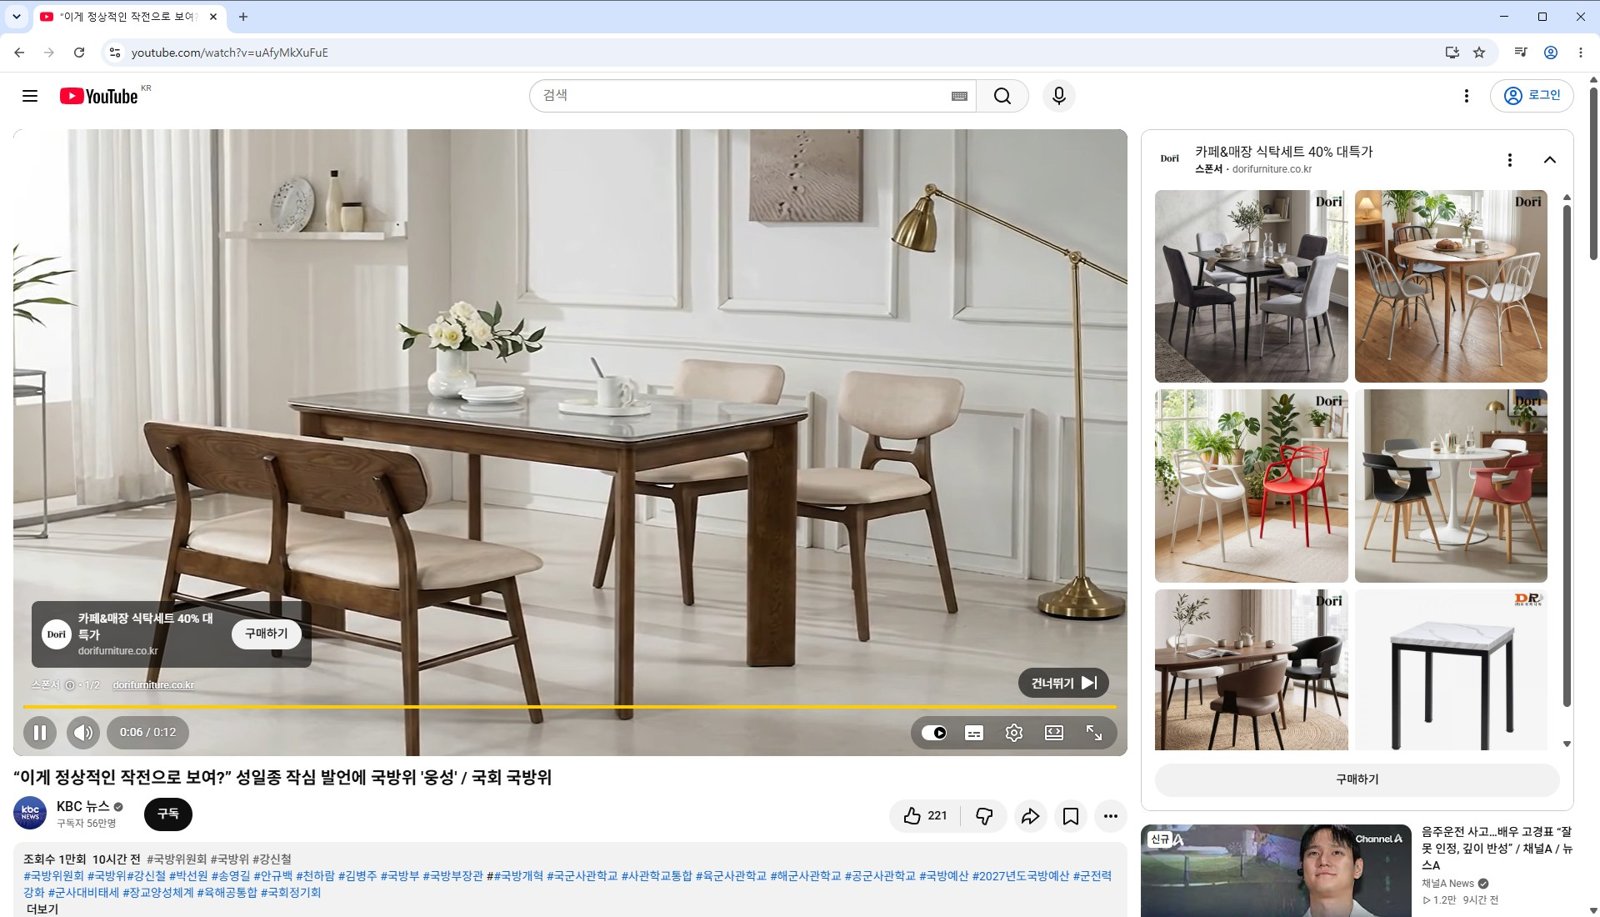 “이게 정상적인 작전으로 보여?
youtube.com/watch?v=uAfyMkXuFuE
YouTube KR
검색
로그인
카페&매장 식탁세트 40% 대특가
구매하기
Dori
dorifurniture.co.kr
스폰서 · 1/2 dorifurniture.co.kr
건너뛰기
0:06 / 0:12
“이게 정상적인 작전으로 보여?” 성일종 작심 발언에 국방위 '웅성' / 국회 국방위
kbc NEWS
KBC 뉴스
구독자 56만명
구독
221
조회수 1만회 10시간 전 #국방위원회 #국방위 #강신철
#국방위원회 #국방위#강신철 #박선원 #송영길 #안규백 #천하람 #김병주 #국방부 #국방부장관 ##국방개혁 #국군사관학교 #사관학교통합 #육군사관학교 #해군사관학교 #공군사관학교 #국방예산 #2027년도국방예산 #군전력
강화 #군사대비태세 #장교양성체계 #육해공통합 #국회정기회
더보기
Dori
카페&매장 식탁세트 40% 대특가
스폰서 · dorifurniture.co.kr
Dori
Dori
Dori
Dori
Dori
DR
구매하기
신규
Channel A
음주운전 사고…배우 고경표 “잘
못 인정, 깊이 반성” / 채널A / 뉴
스A
채널A News
1.2만 9시간 전